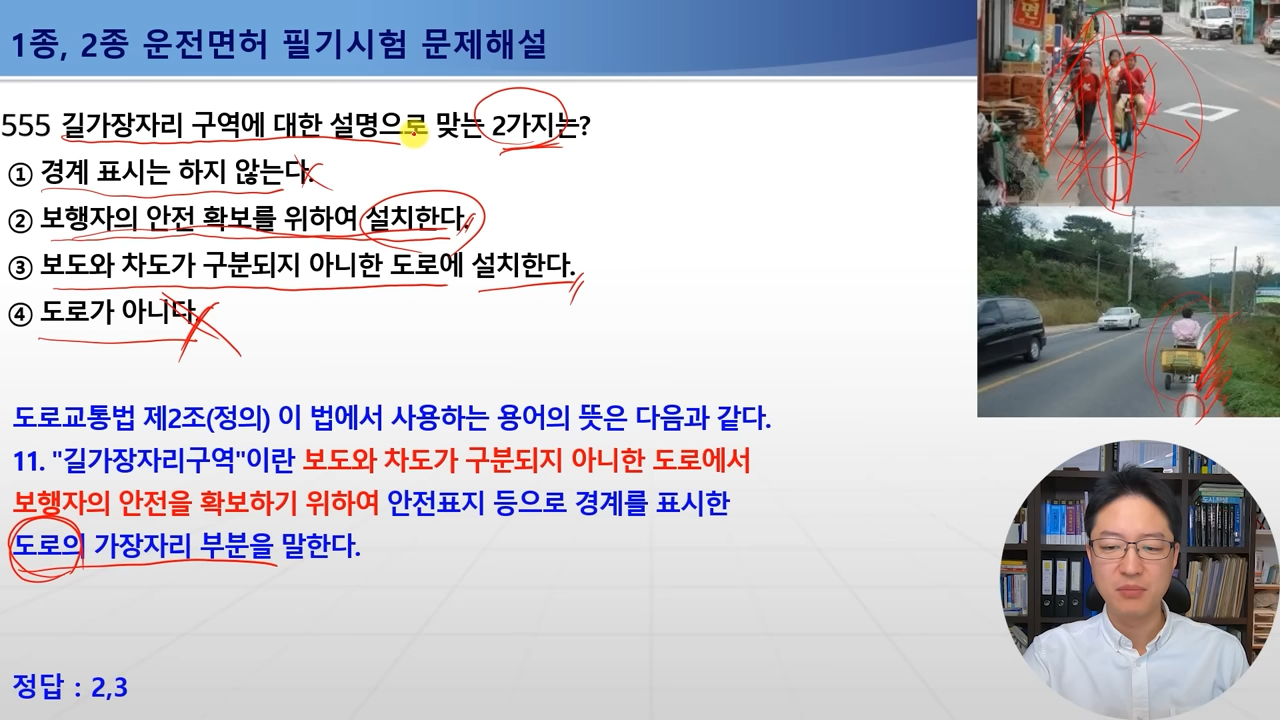 1종, 2종 운전면허 필기시험 문제해설
555 길가장자리 구역에 대한 설명으로 맞는 2가지는?
① 경계 표시는 하지 않는다.
② 보행자의 안전 확보를 위하여 설치한다.
③ 보도와 차도가 구분되지 아니한 도로에 설치한다.
④ 도로가 아니다.
도로교통법 제2조(정의) 이 법에서 사용하는 용어의 뜻은 다음과 같다.
11. "길가장자리구역"이란 보도와 차도가 구분되지 아니한 도로에서
보행자의 안전을 확보하기 위하여 안전표지 등으로 경계를 표시한
도로의 가장자리 부분을 말한다.
정답 : 2,3